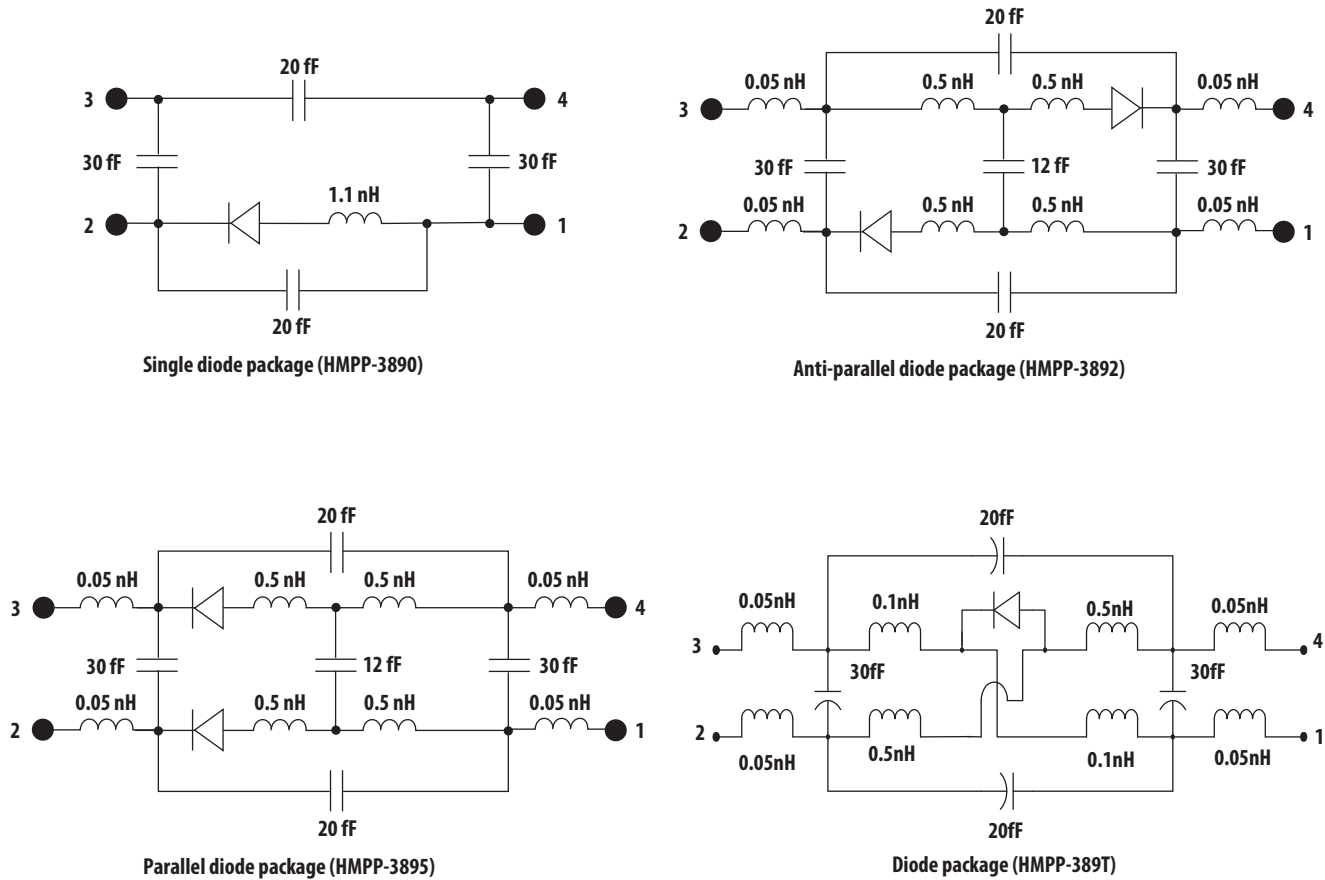 20 fF
3
4
30 fF
30 fF
1.1 nH
2
1
20 fF
Single diode package (HMPP-3890)
20 fF
0.05 nH
0.5 nH
0.5 nH
0.05 nH
3
4
30 fF
12 fF
30 fF
0.05 nH
0.5 nH
0.5 nH
0.05 nH
2
1
20 fF
Anti-parallel diode package (HMPP-3892)
20 fF
0.05 nH
0.5 nH
0.5 nH
0.05 nH
3
4
30 fF
12 fF
30 fF
0.05 nH
0.5 nH
0.5 nH
0.05 nH
2
1
20 fF
Parallel diode package (HMPP-3895)
20fF
0.05nH
0.1nH
0.5nH
0.05nH
3
4
30fF
30fF
2
1
0.05nH
0.5nH
0.1nH
0.05nH
20fF
Diode package (HMPP-389T)